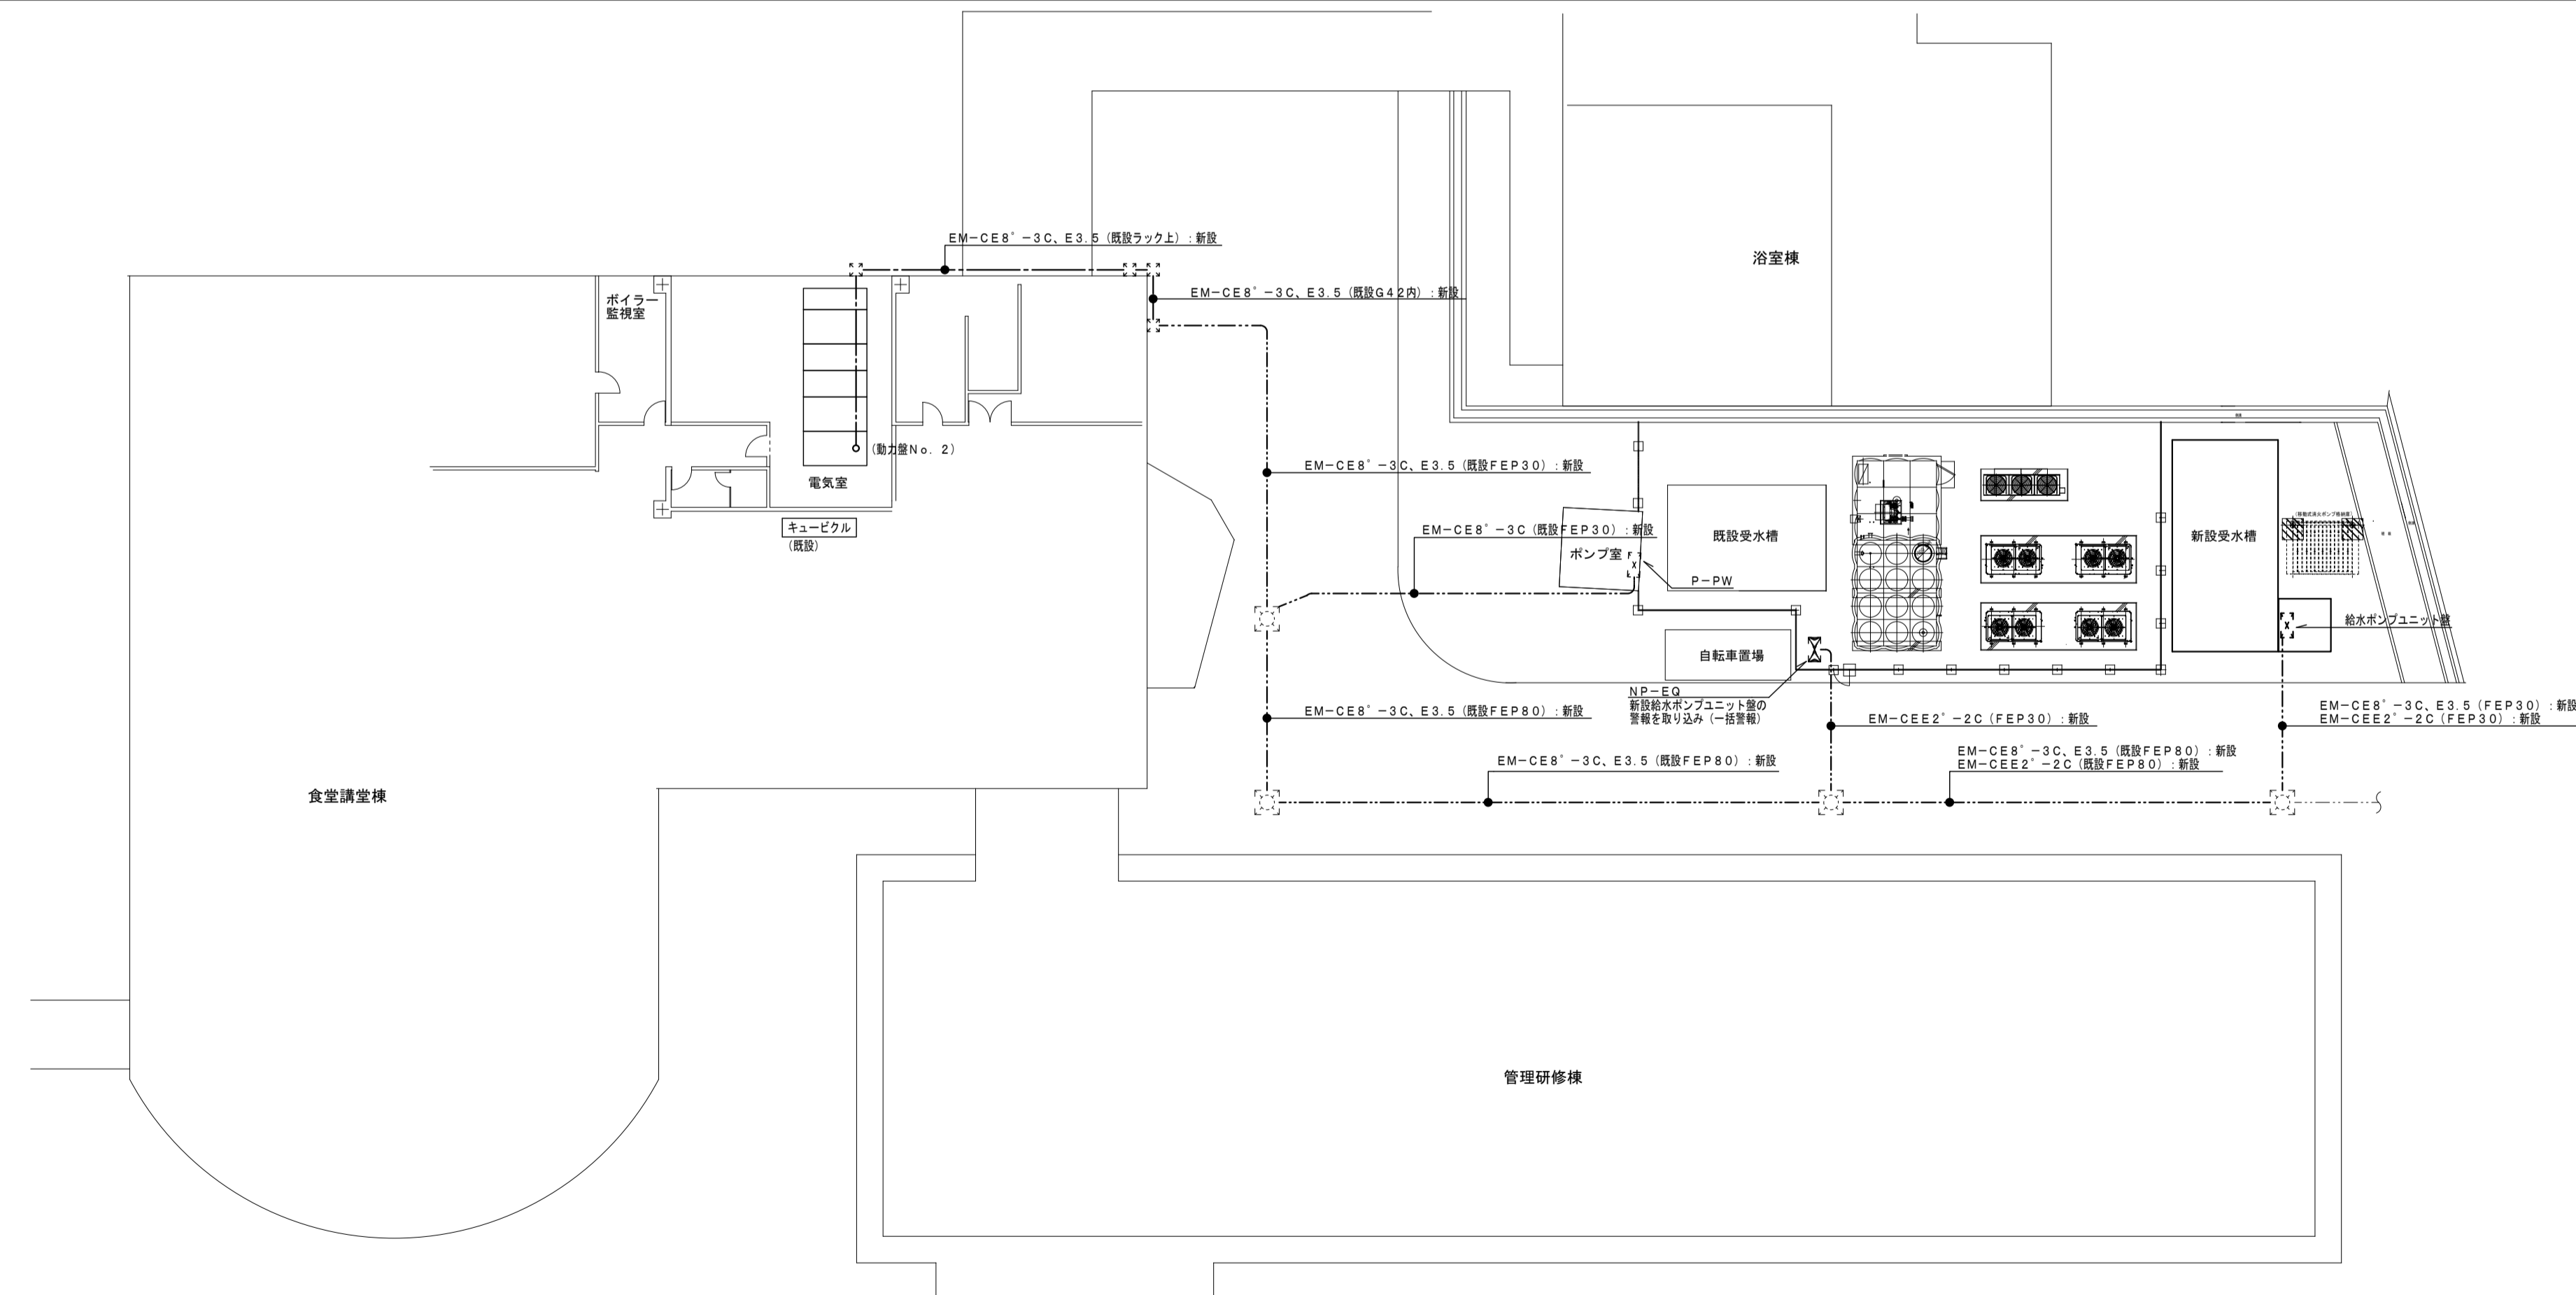 EM−CE8°−3C、E3.5（既設ラック上）：新設
浴室棟
EM−CE8°−3C、E3.5（既設G42内）：新設
ボイラー
監視室
（動力盤No.2）
電気室
キュービクル
（既設）
EM−CE8°−3C、E3.5（既設FEP30）：新設
EM−CE8°−3C（既設FEP30）：新設
ポンプ室
P−PW
既設受水槽
新設受水槽
（移動式消火ポンプ格納庫）
給水ポンプユニット盤
自転車置場
NP−EQ
新設給水ポンプユニット盤の
警報を取り込み（一括警報）
EM−CE8°−3C、E3.5（既設FEP80）：新設
EM−CEE2°−2C（FEP30）：新設
EM−CE8°−3C、E3.5（FEP30）：新設
EM−CEE2°−2C（FEP30）：新設
EM−CE8°−3C、E3.5（既設FEP80）：新設
EM−CE8°−3C、E3.5（既設FEP80）：新設
EM−CEE2°−2C（既設FEP80）：新設
食堂講堂棟
管理研修棟